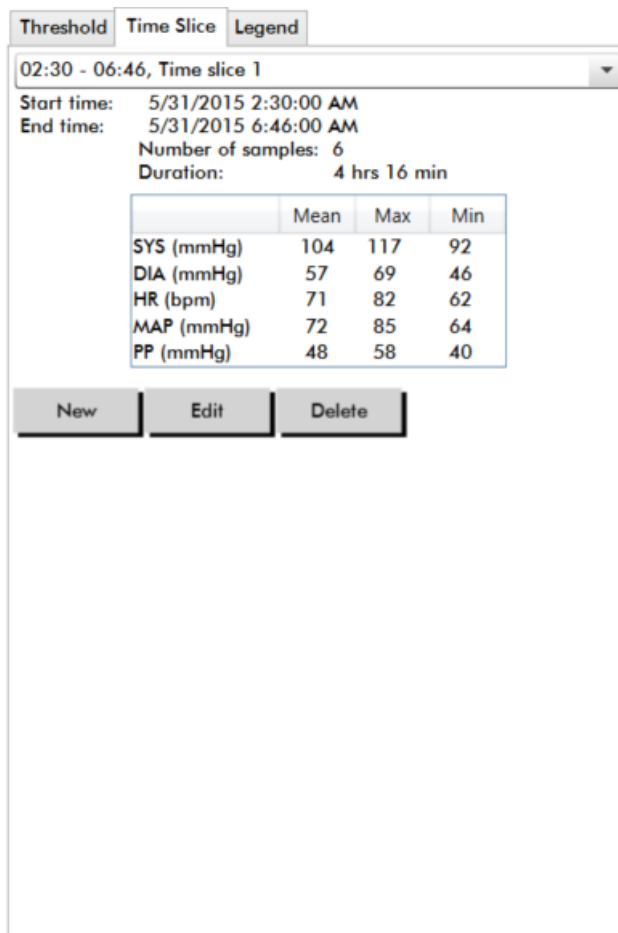 Threshold Time Slice Legend
02:30 - 06:46, Time slice 1
Start time: 5/31/2015 2:30:00 AM
End time: 5/31/2015 6:46:00 AM
Number of samples: 6
Duration: 4 hrs 16 min
Mean Max Min
SYS (mmHg) 104 117 92
DIA (mmHg) 57 69 46
HR (bpm) 71 82 62
MAP (mmHg) 72 85 64
PP (mmHg) 48 58 40
New Edit Delete